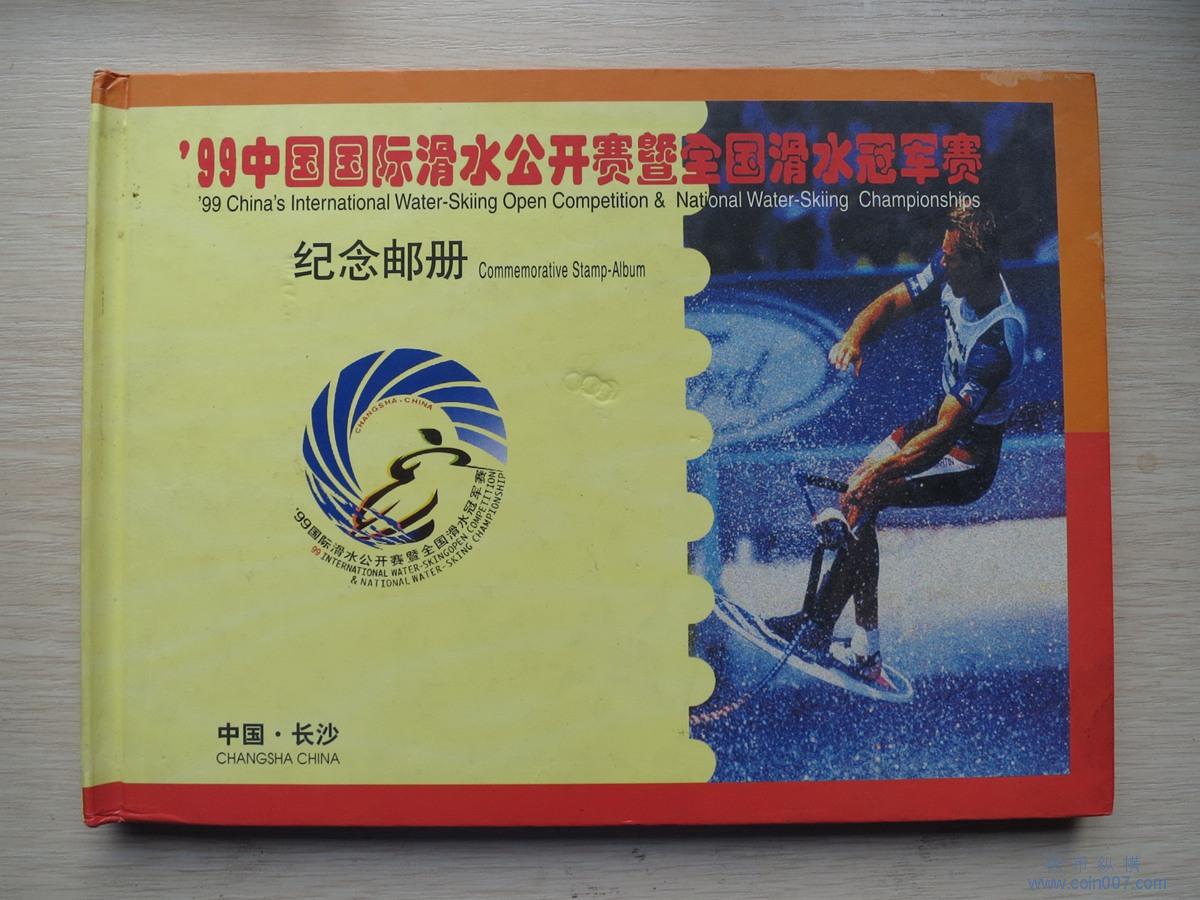 '99中国国际滑水公开赛暨全国滑水冠军赛
'99 China's International Water-Skiing Open Competition & National Water-Skiing Championships
纪念邮册 Commemorative Stamp-Album
Ford
CHANGSHA·CHINA
'99国际滑水公开赛暨全国滑水冠军赛
99 INTERNATIONAL WATER-SKINGOPEN COMPETITION
& NATIONAL WATER-SKING CHAMPIONSHIP
中国·长沙
CHANGSHA CHINA
www.coin007.com